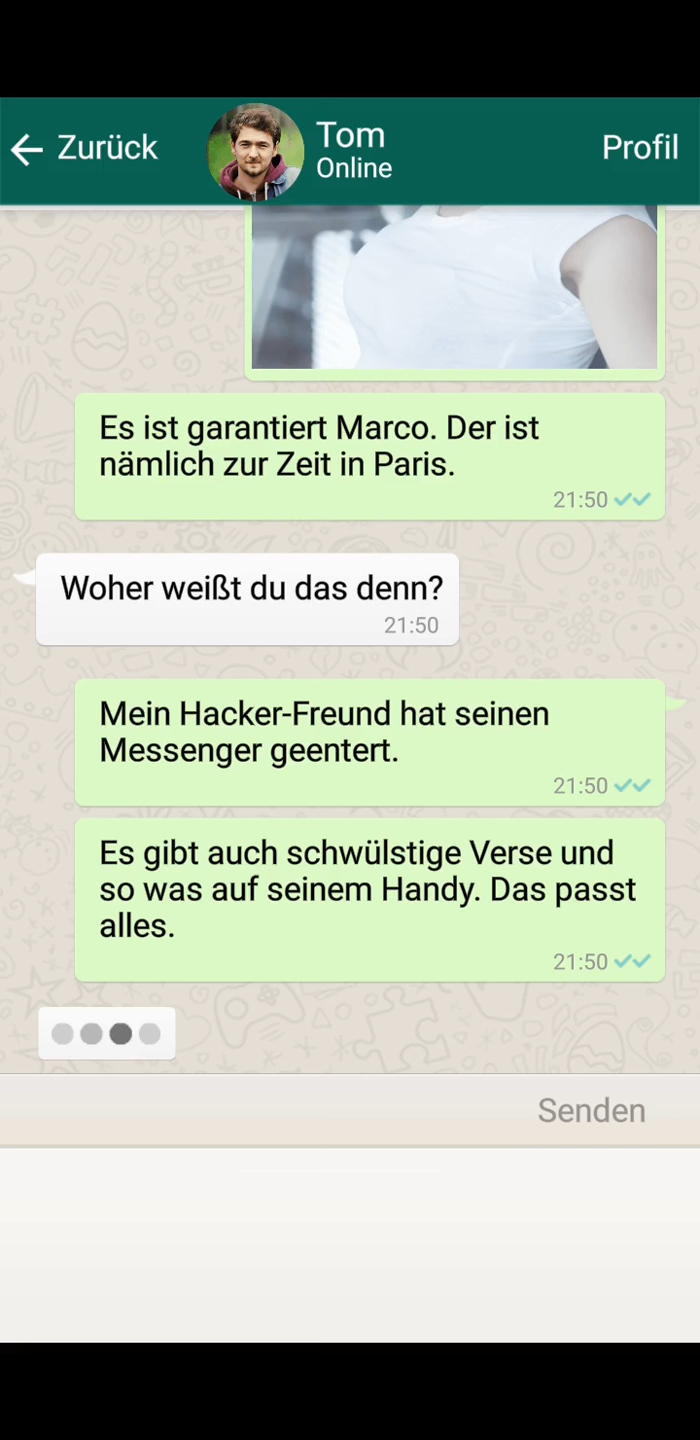 Zurück
Tom
Online
Profil
Es ist garantiert Marco. Der ist
nämlich zur Zeit in Paris.
21:50
Woher weißt du das denn?
21:50
Mein Hacker-Freund hat seinen
Messenger geentert.
21:50
Es gibt auch schwülstige Verse und
so was auf seinem Handy. Das passt
alles.
21:50
Senden